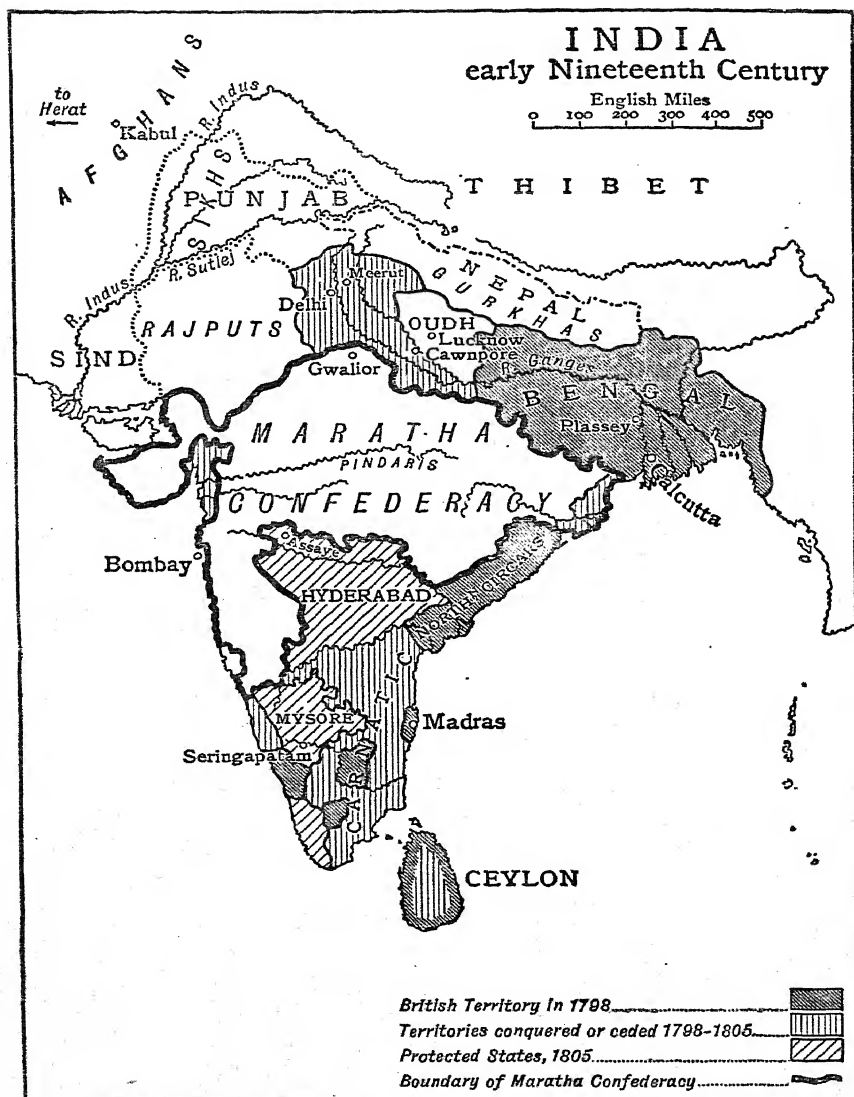 INDIA
early Nineteenth Century
English Miles
0 100 200 300 400 500
to
Herat
AFGHANS
Kabul
R. Indus
SIKHS
PUNJAB
THIBET
R. Sutlej
R. Indus
Meerut
Delhi
NEPAL
GURKHAS
RAJPUTS
OUDH
Lucknow
Cawnpore
SIND
Gwalior
R. Ganges
BENGAL
Plassey
MARATHA
PINDARIS
Calcutta
CONFEDERACY
Assaye
Bombay
HYDERABAD
NORTHN CIRCARS
CARNATIC
MYSORE
Madras
Seringapatam
CEYLON
British Territory in 1798
Territories conquered or ceded 1798-1805
Protected States, 1805
Boundary of Maratha Confederacy